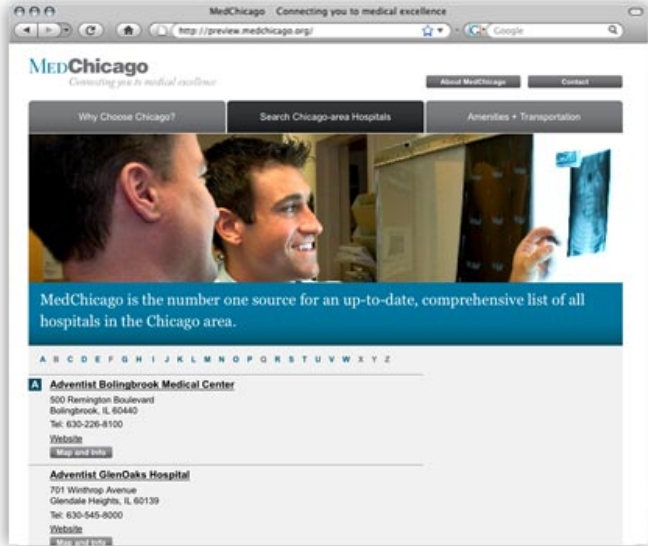 MedChicago Connecting you to medical excellence
http://preview.medchicago.org/
Google
MEDChicago
Connecting you to medical excellence
About MedChicago
Contact
Why Choose Chicago?
Search Chicago-area Hospitals
Amenities + Transportation
MedChicago is the number one source for an up-to-date, comprehensive list of all
hospitals in the Chicago area.
A B C D E F G H I J K L M N O P Q R S T U V W X Y Z
A Adventist Bolingbrook Medical Center
500 Remington Boulevard
Bolingbrook, IL 60440
Tel: 630-226-8100
Website
Map and Info
Adventist GlenOaks Hospital
701 Winthrop Avenue
Glendale Heights, IL 60139
Tel: 630-545-8000
Website
Map and Info